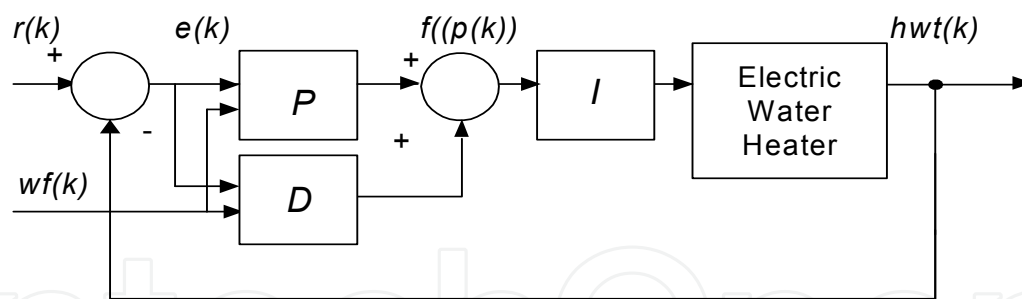 r(k)
e(k)
f((p(k))
hwt(k)
+
-
P
+
+
I
Electric
Water
Heater
wf(k)
D